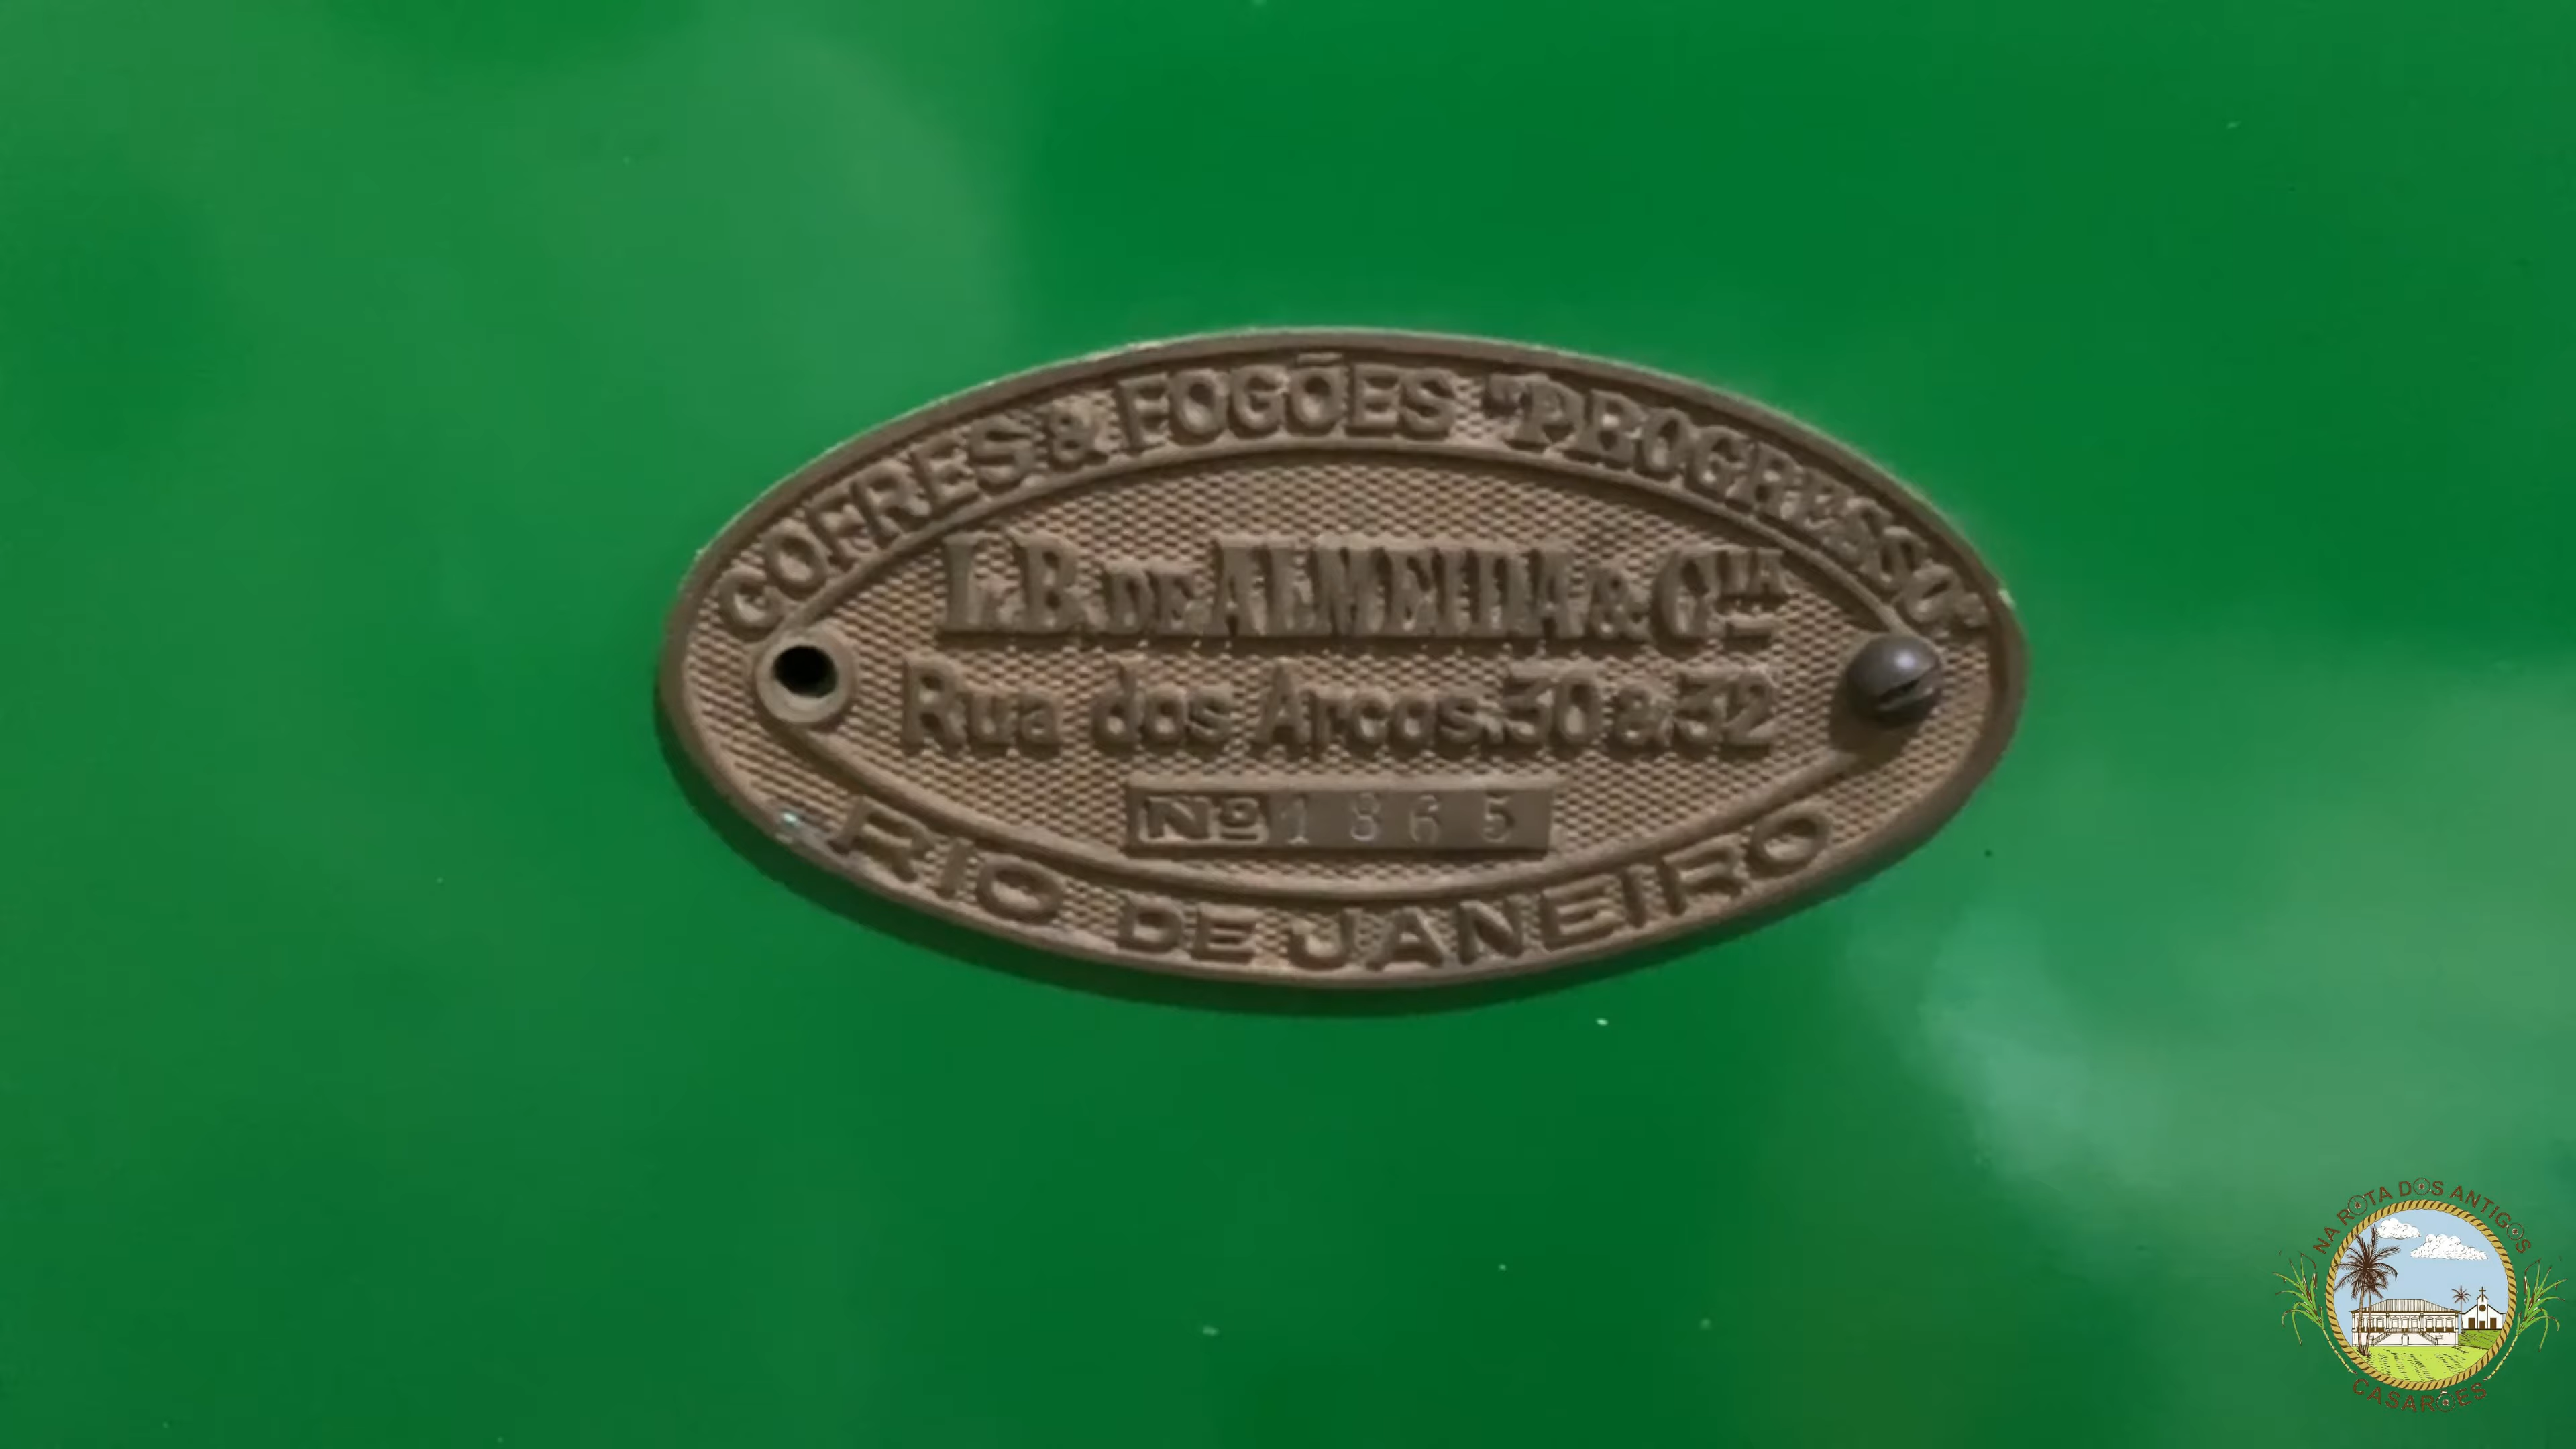 COFRES & FOGÕES "PROGRESSO"
L.B. DE ALMEIDA & CIA
Rua dos Arcos. 30 & 32
Nº 1865
RIO DE JANEIRO
NA ROTA DOS ANTIGOS
CASARÕES